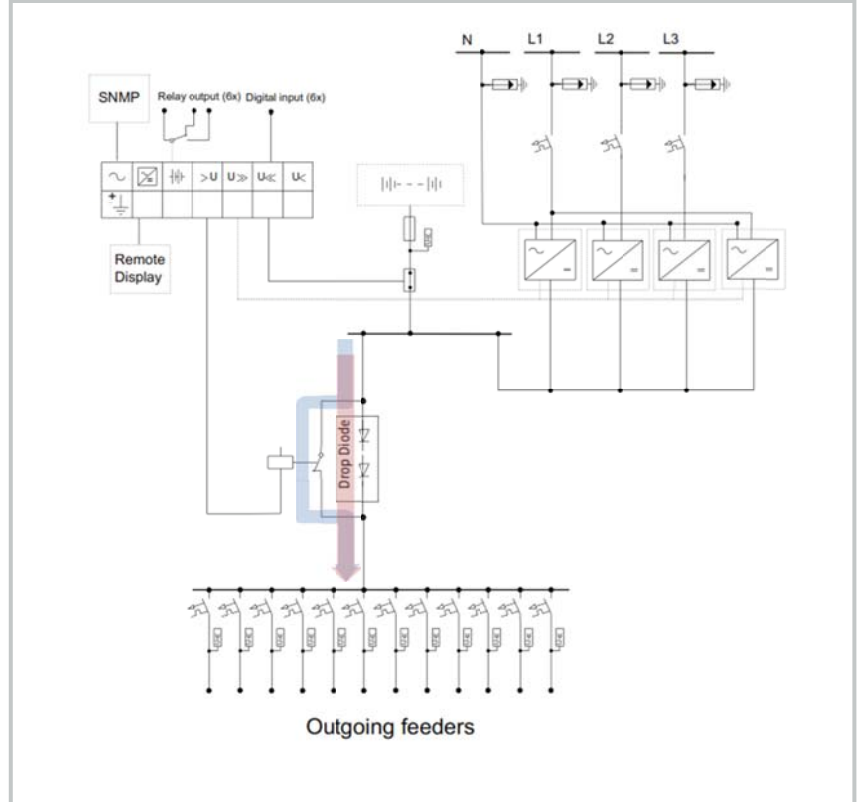 N L1 L2 L3
SNMP
Relay output (6x) Digital input (6x)
>U U≫ U≪ U<
Remote
Display
Drop Diode
Outgoing feeders